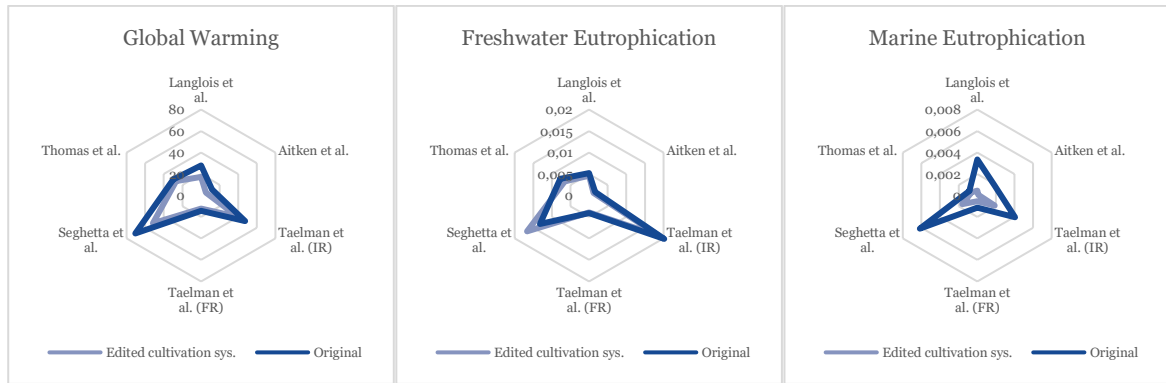 Global Warming
Langlois et
al.
80
60
40
20
0
Thomas et al.
Aitken et al.
Seghetta et
al.
Taelman et
al. (IR)
Taelman et
al. (FR)
Edited cultivation sys.
Original
Freshwater Eutrophication
Langlois et
al.
0,02
0,015
0,01
0,005
0
Thomas et al.
Aitken et al.
Seghetta et
al.
Taelman et
al. (IR)
Taelman et
al. (FR)
Edited cultivation sys.
Original
Marine Eutrophication
Langlois et
al.
0,008
0,006
0,004
0,002
0
Thomas et al.
Aitken et al.
Seghetta et
al.
Taelman et
al. (IR)
Taelman et
al. (FR)
Edited cultivation sys.
Original